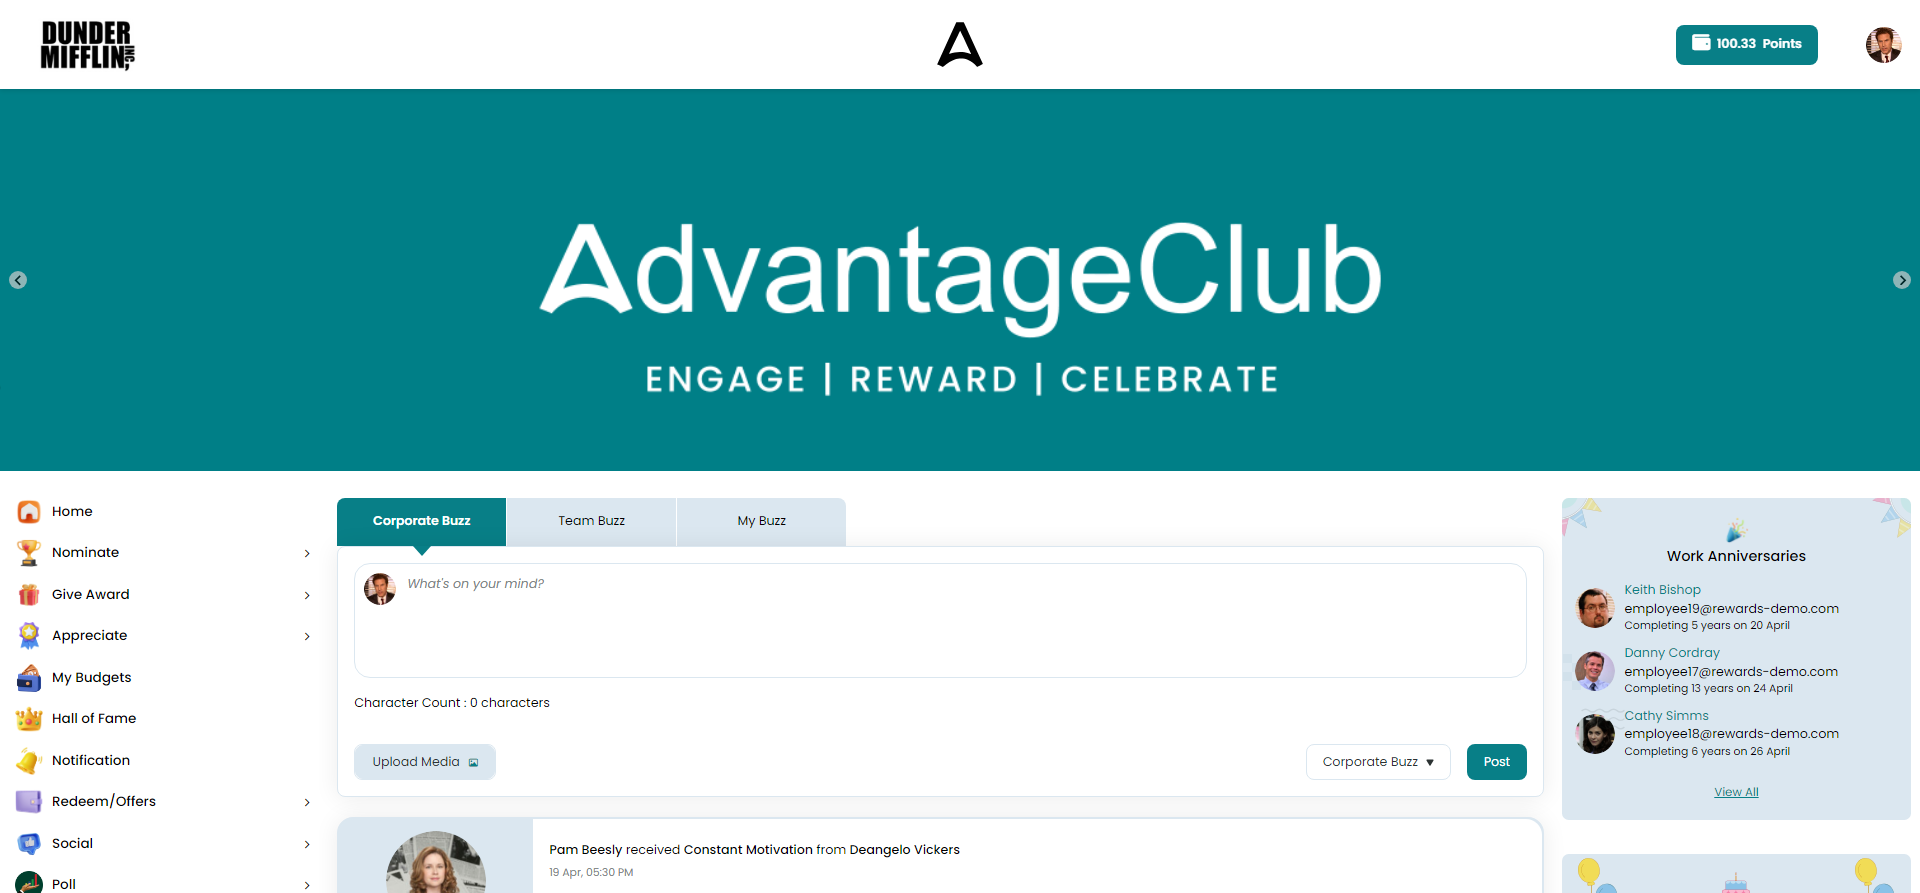 DUNDER
MIFFLIN INC,
100.33 Points
AdvantageClub
ENGAGE | REWARD | CELEBRATE
Home
Nominate
Give Award
Appreciate
My Budgets
Hall of Fame
Notification
Redeem/Offers
Social
Poll
Corporate Buzz
Team Buzz
My Buzz
What's on your mind?
Character Count : 0 characters
Upload Media
Corporate Buzz ▼
Post
Pam Beesly received Constant Motivation from Deangelo Vickers
19 Apr, 05:30 PM
Work Anniversaries
Keith Bishop
employee19@rewards-demo.com
Completing 5 years on 20 April
Danny Cordray
employee17@rewards-demo.com
Completing 13 years on 24 April
Cathy Simms
employee18@rewards-demo.com
Completing 6 years on 26 April
View All